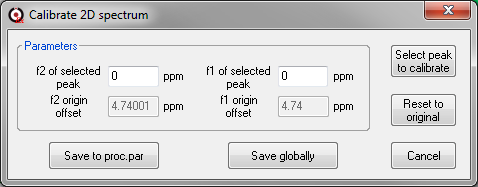 Calibrate 2D spectrum
Parameters
f2 of selected
peak
0
ppm
f1 of selected
peak
0
ppm
f2 origin
offset
4.74001
ppm
f1 origin
offset
4.74
ppm
Select peak
to calibrate
Reset to
original
Save to proc.par
Save globally
Cancel